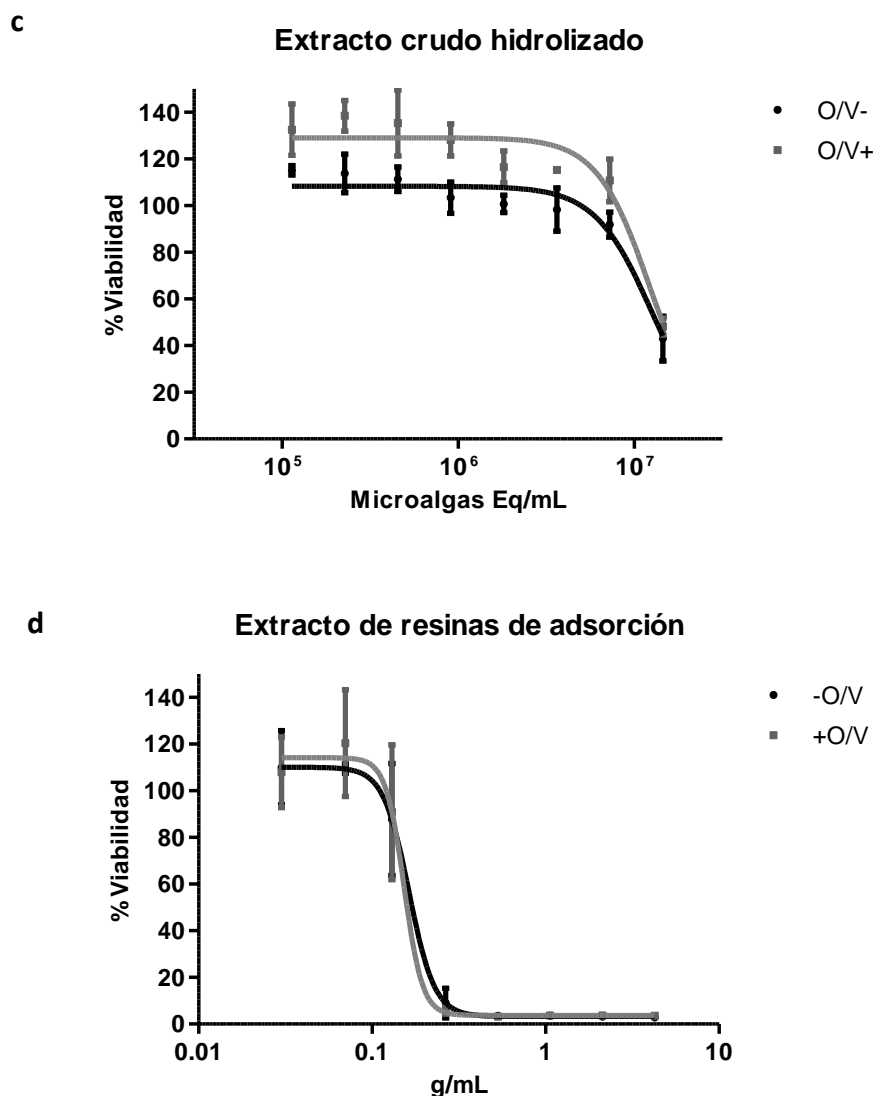 c
Extracto crudo hidrolizado
O/V-
O/V+
140
120
100
80
60
40
20
0
%Viabilidad
10⁵ 10⁶ 10⁷
Microalgas Eq/mL
d
Extracto de resinas de adsorción
-O/V
+O/V
140
120
100
80
60
40
20
0
%Viabilidad
0.01 0.1 1 10
g/mL